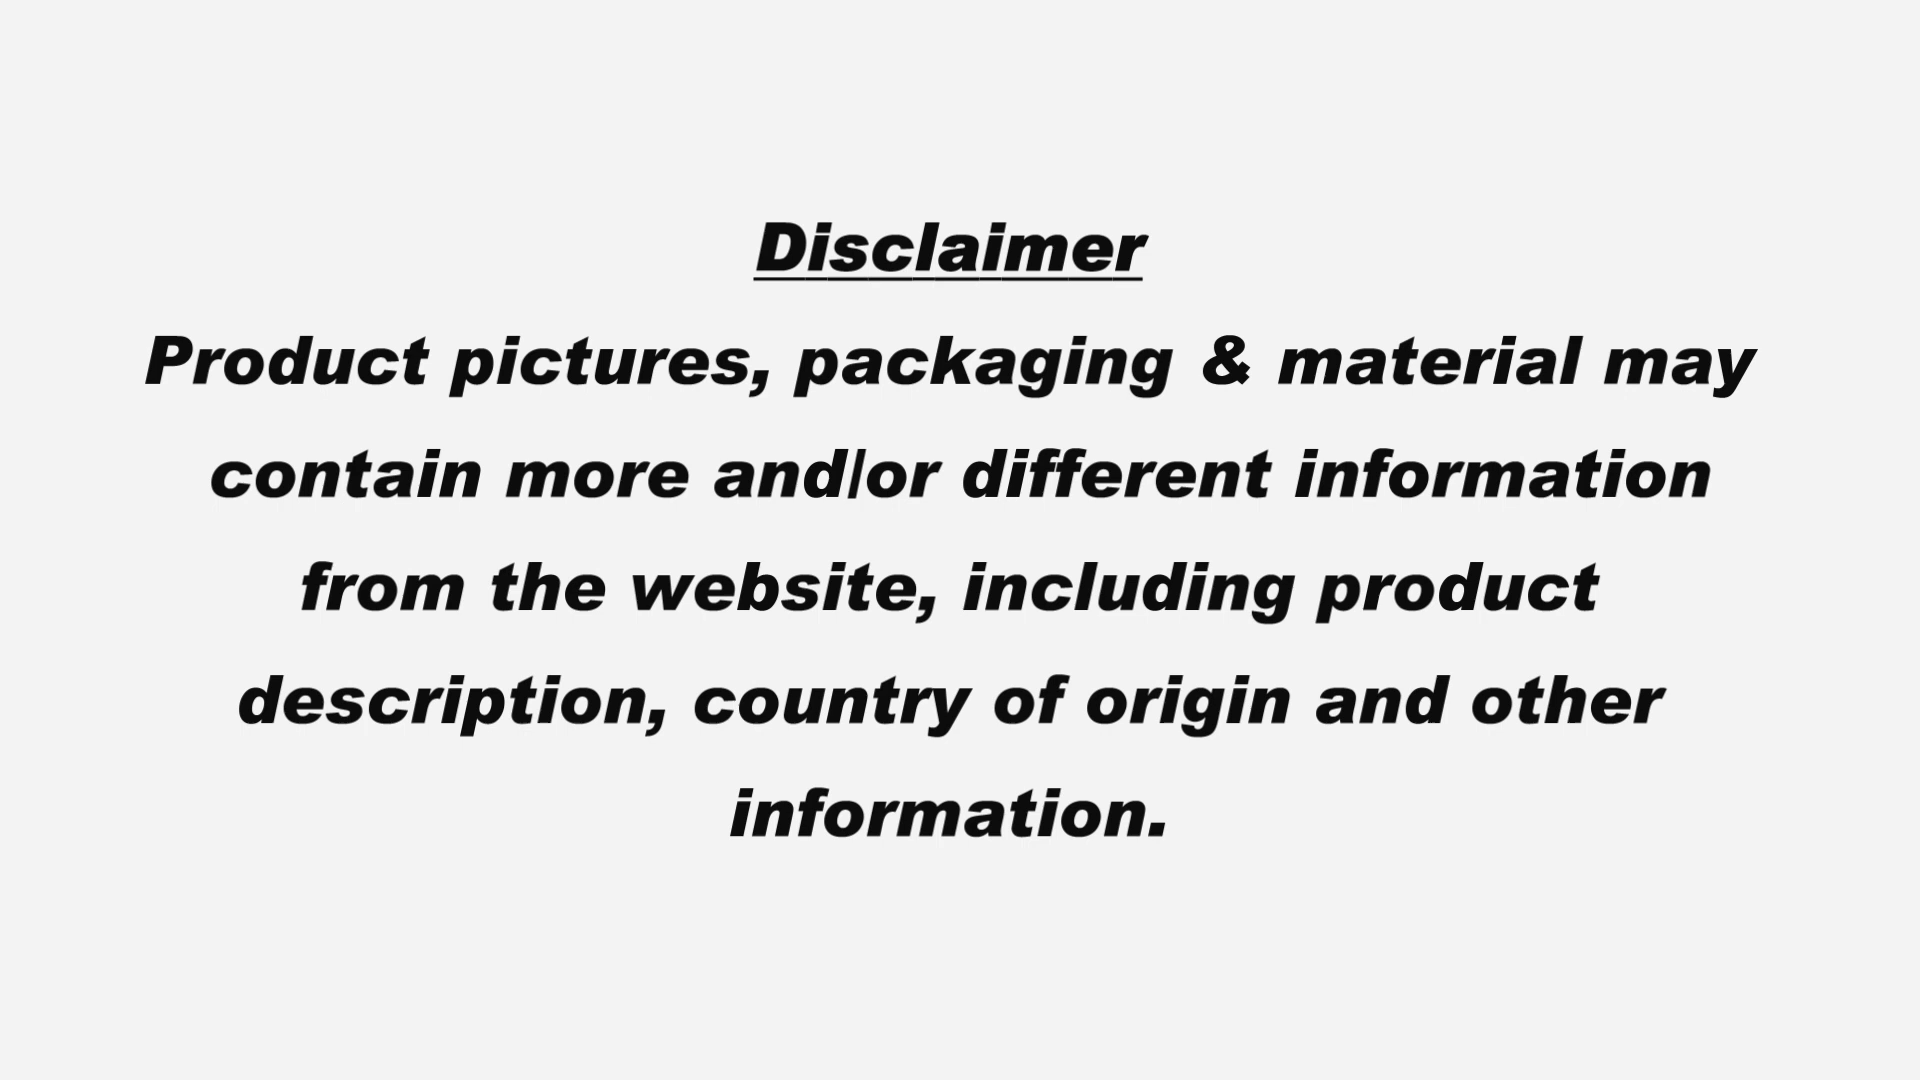 Disclaimer
Product pictures, packaging & material may
contain more and/or different information
from the website, including product
description, country of origin and other
information.